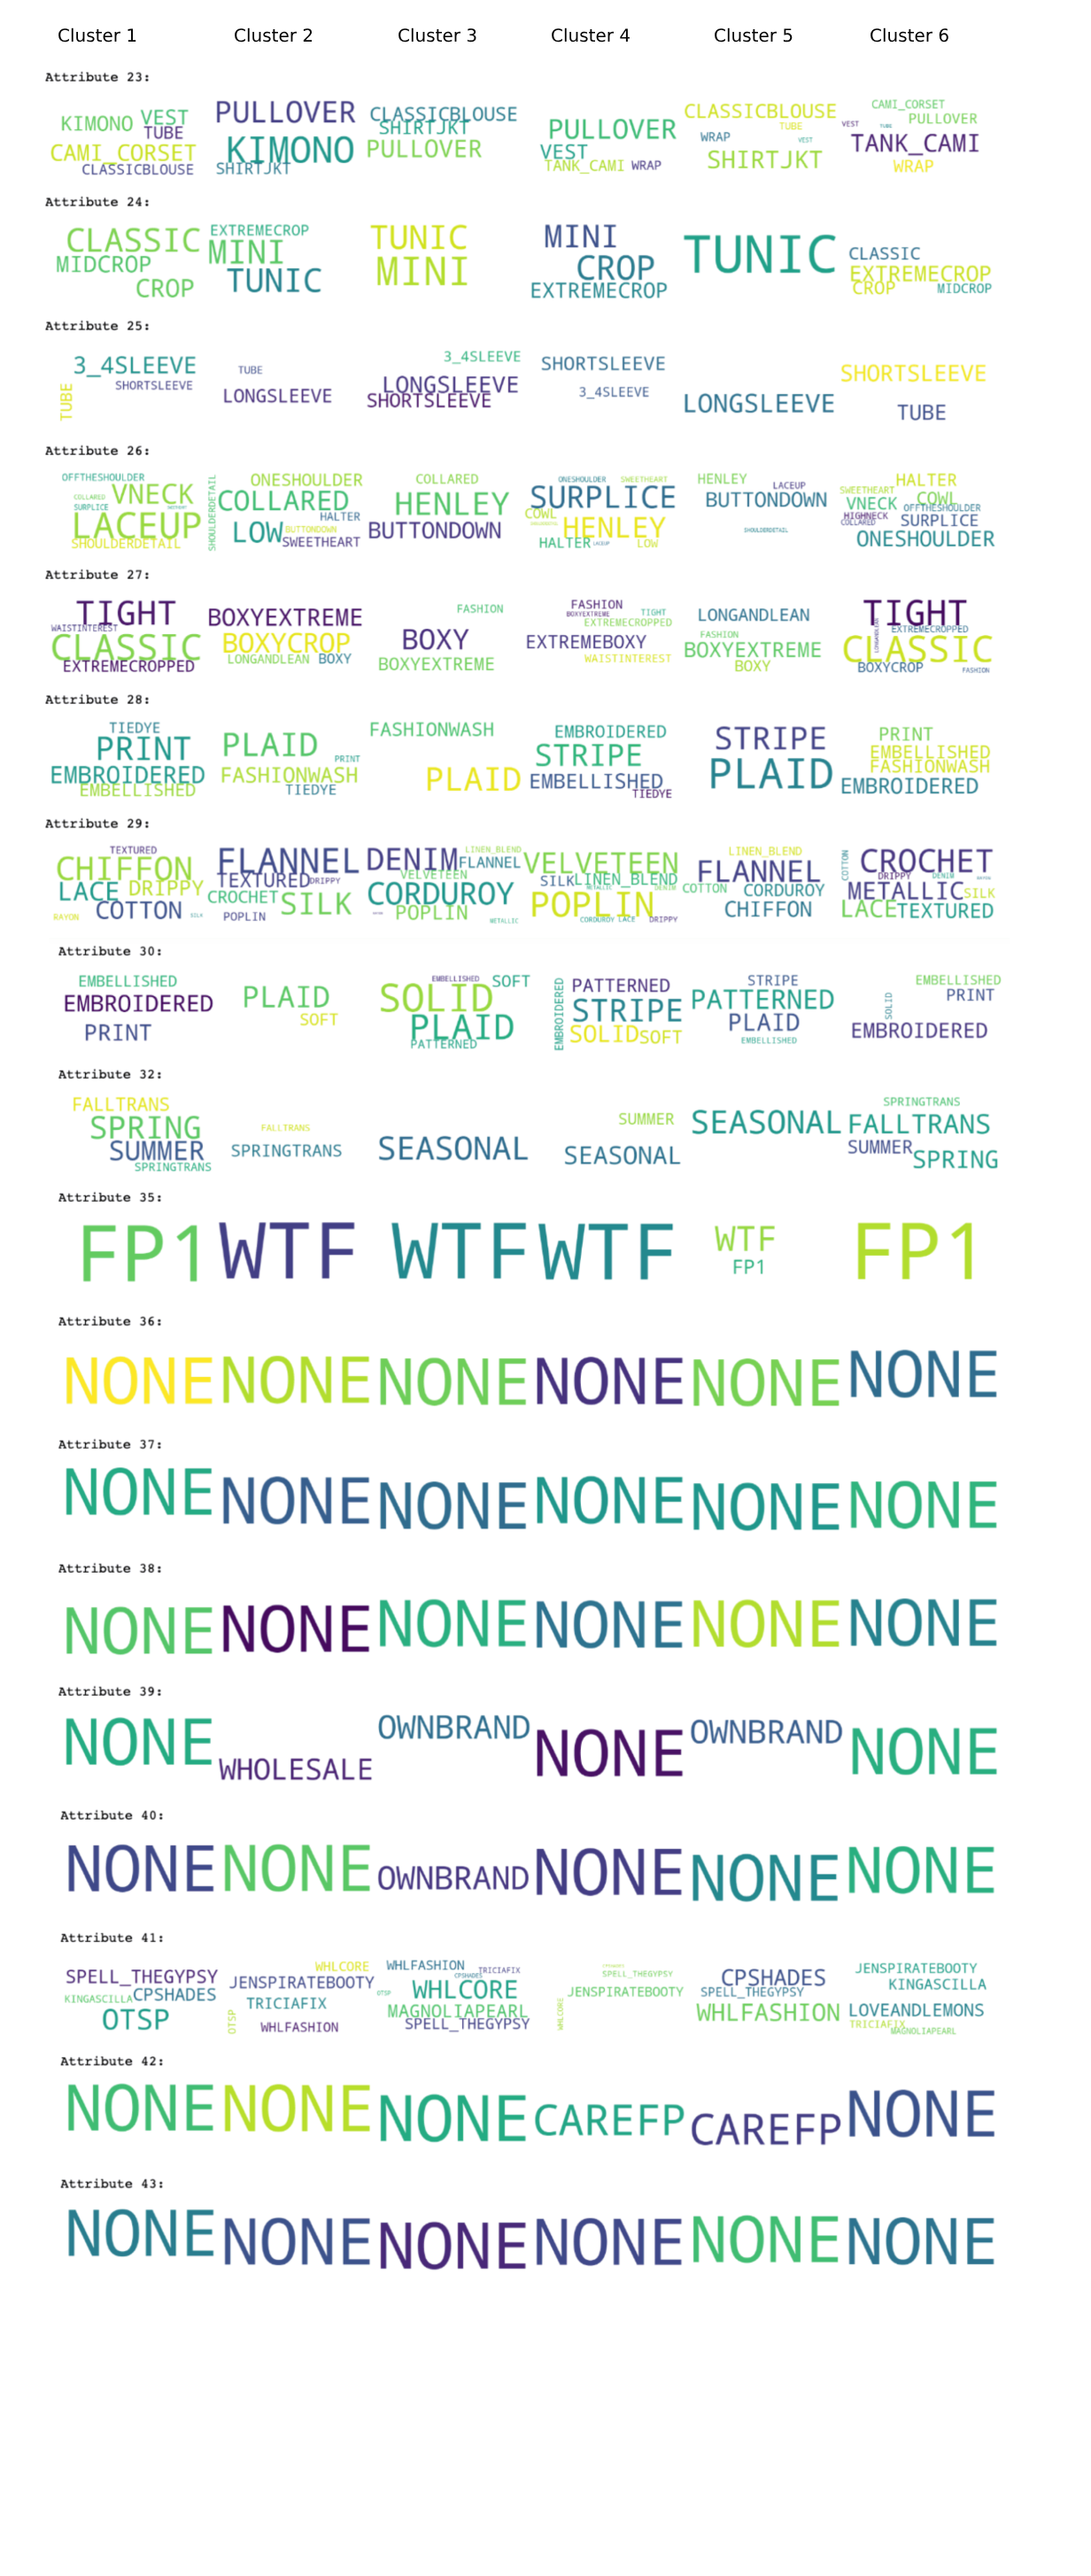 Cluster 1 Cluster 2 Cluster 3 Cluster 4 Cluster 5 Cluster 6
Attribute 23:
KIMONO VEST TUBE CAMI_CORSET CLASSICBLOUSE
PULLOVER KIMONO SHIRTJKT
CLASSICBLOUSE SHIRTJKT PULLOVER
PULLOVER VEST TANK_CAMI WRAP
CLASSICBLOUSE TUBE WRAP VEST SHIRTJKT
CAMI_CORSET PULLOVER VEST TUBE TANK_CAMI WRAP
Attribute 24:
CLASSIC MIDCROP CROP
EXTREMECROP MINI TUNIC
TUNIC MINI
MINI CROP EXTREMECROP
TUNIC
CLASSIC EXTREMECROP CROP MIDCROP
Attribute 25:
3_4SLEEVE SHORTSLEEVE TUBE
TUBE LONGSLEEVE
3_4SLEEVE LONGSLEEVE SHORTSLEEVE
SHORTSLEEVE 3_4SLEEVE
LONGSLEEVE
SHORTSLEEVE TUBE
Attribute 26:
OFFTHESHOULDER COLLARED VNECK SURPLICE LACEUP SHOULDERDETAIL
SHOULDERDETAIL ONESHOULDER COLLARED HALTER LOW BUTTONDOWN SWEETHEART
COLLARED HENLEY BUTTONDOWN
ONESHOULDER SWEETHEART SURPLICE COWL HENLEY HALTER LACEUP LOW
HENLEY LACEUP BUTTONDOWN SHOULDERDETAIL
HALTER SWEETHEART COWL VNECK OFFTHESHOULDER HIGHNECK COLLARED SURPLICE ONESHOULDER
Attribute 27:
TIGHT WAISTINTEREST CLASSIC EXTREMECROPPED
BOXYEXTREME BOXYCROP LONGANDLEAN BOXY
FASHION BOXY BOXYEXTREME
FASHION BOXYEXTREME TIGHT EXTREMECROPPED EXTREMEBOXY WAISTINTEREST
LONGANDLEAN FASHION BOXYEXTREME BOXY
TIGHT LONGANDLEAN EXTREMECROPPED CLASSIC BOXYCROP FASHION
Attribute 28:
TIEDYE PRINT EMBROIDERED EMBELLISHED
PLAID PRINT FASHIONWASH TIEDYE
FASHIONWASH PLAID
EMBROIDERED STRIPE EMBELLISHED TIEDYE
STRIPE PLAID
PRINT EMBELLISHED FASHIONWASH EMBROIDERED
Attribute 29:
TEXTURED CHIFFON LACE DRIPPY COTTON RAYON SILK
FLANNEL TEXTURED DRIPPY CROCHET SILK POPLIN
DENIM LINEN_BLEND FLANNEL VELVETEEN CORDUROY POPLIN METALLIC
VELVETEEN SILK LINEN_BLEND METALLIC DENIM POPLIN CORDUROY LACE DRIPPY
LINEN_BLEND FLANNEL COTTON CORDUROY CHIFFON
COTTON CROCHET DRIPPY DENIM METALLIC SILK LACE TEXTURED
Attribute 30:
EMBELLISHED EMBROIDERED PRINT
PLAID SOFT
EMBELLISHED SOFT SOLID PLAID PATTERNED
EMBROIDERED PATTERNED STRIPE SOLID SOFT
STRIPE PATTERNED PLAID EMBELLISHED
EMBELLISHED SOLID PRINT EMBROIDERED
Attribute 32:
FALLTRANS SPRING SUMMER SPRINGTRANS
FALLTRANS SPRINGTRANS
SEASONAL
SUMMER SEASONAL
SEASONAL
SPRINGTRANS FALLTRANS SUMMER SPRING
Attribute 35:
FP1 WTF WTF WTF WTF FP1 FP1
Attribute 36:
NONE NONE NONE NONE NONE NONE
Attribute 37:
NONE NONE NONE NONE NONE NONE
Attribute 38:
NONE NONE NONE NONE NONE NONE
Attribute 39:
NONE WHOLESALE OWNBRAND NONE OWNBRAND NONE
Attribute 40:
NONE NONE OWNBRAND NONE NONE NONE
Attribute 41:
SPELL_THEGYPSY KINGASCILLA CPSHADES OTSP
WHLCORE JENSPIRATEBOOTY TRICIAFIX OTSP WHLFASHION
WHLFASHION TRICIAFIX CPSHADES OTSP WHLCORE MAGNOLIAPEARL SPELL_THEGYPSY
SPELL_THEGYPSY JENSPIRATEBOOTY WHLCORE
CPSHADES SPELL_THEGYPSY WHLFASHION
JENSPIRATEBOOTY KINGASCILLA LOVEANDLEMONS TRICIAFIX MAGNOLIAPEARL
Attribute 42:
NONE NONE NONE CAREFP CAREFP NONE
Attribute 43:
NONE NONE NONE NONE NONE NONE